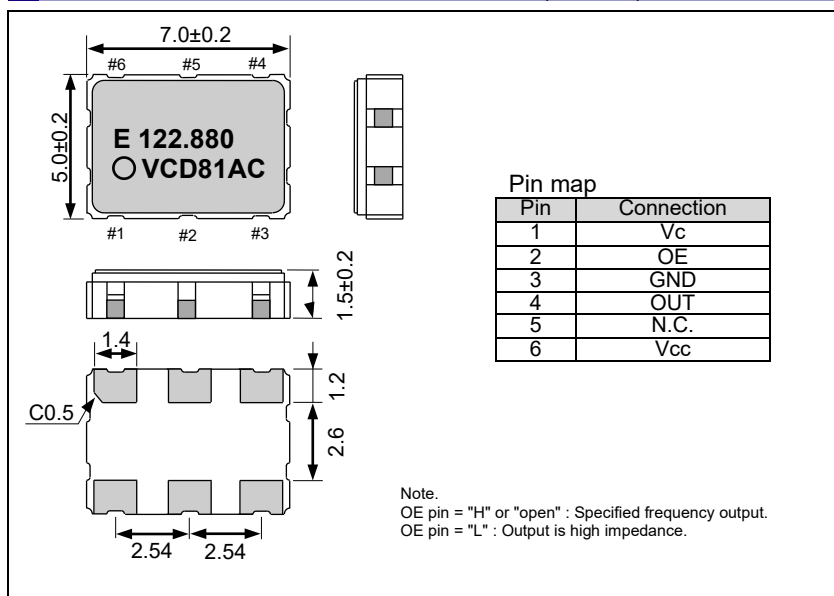 7.0±0.2
#6 #5 #4
5.0±0.2
E 122.880
VCD81AC
#1 #2 #3
1.5±0.2
1.4
1.2
C0.5
2.6
2.54 2.54
Pin map
Pin Connection
1 Vc
2 OE
3 GND
4 OUT
5 N.C.
6 Vcc
Note.
OE pin = "H" or "open" : Specified frequency output.
OE pin = "L" : Output is high impedance.